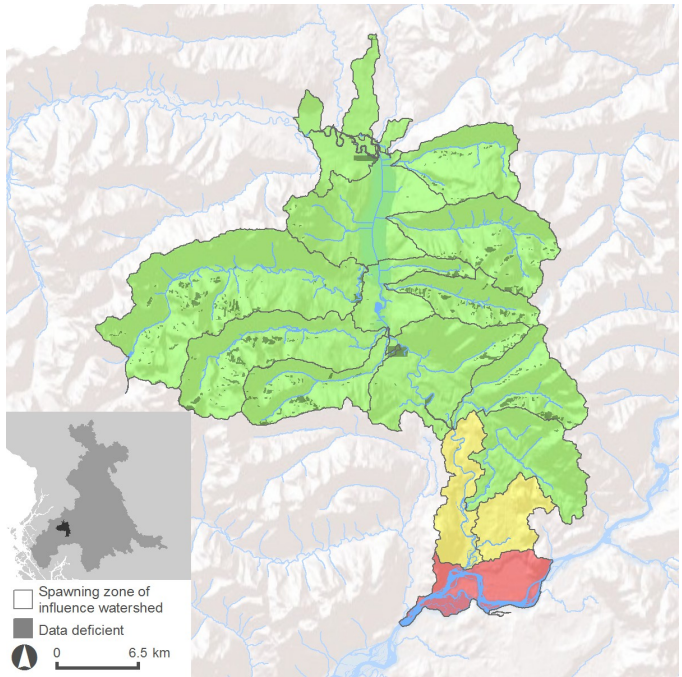 Spawning zone of
influence watershed
Data deficient
0 6.5 km